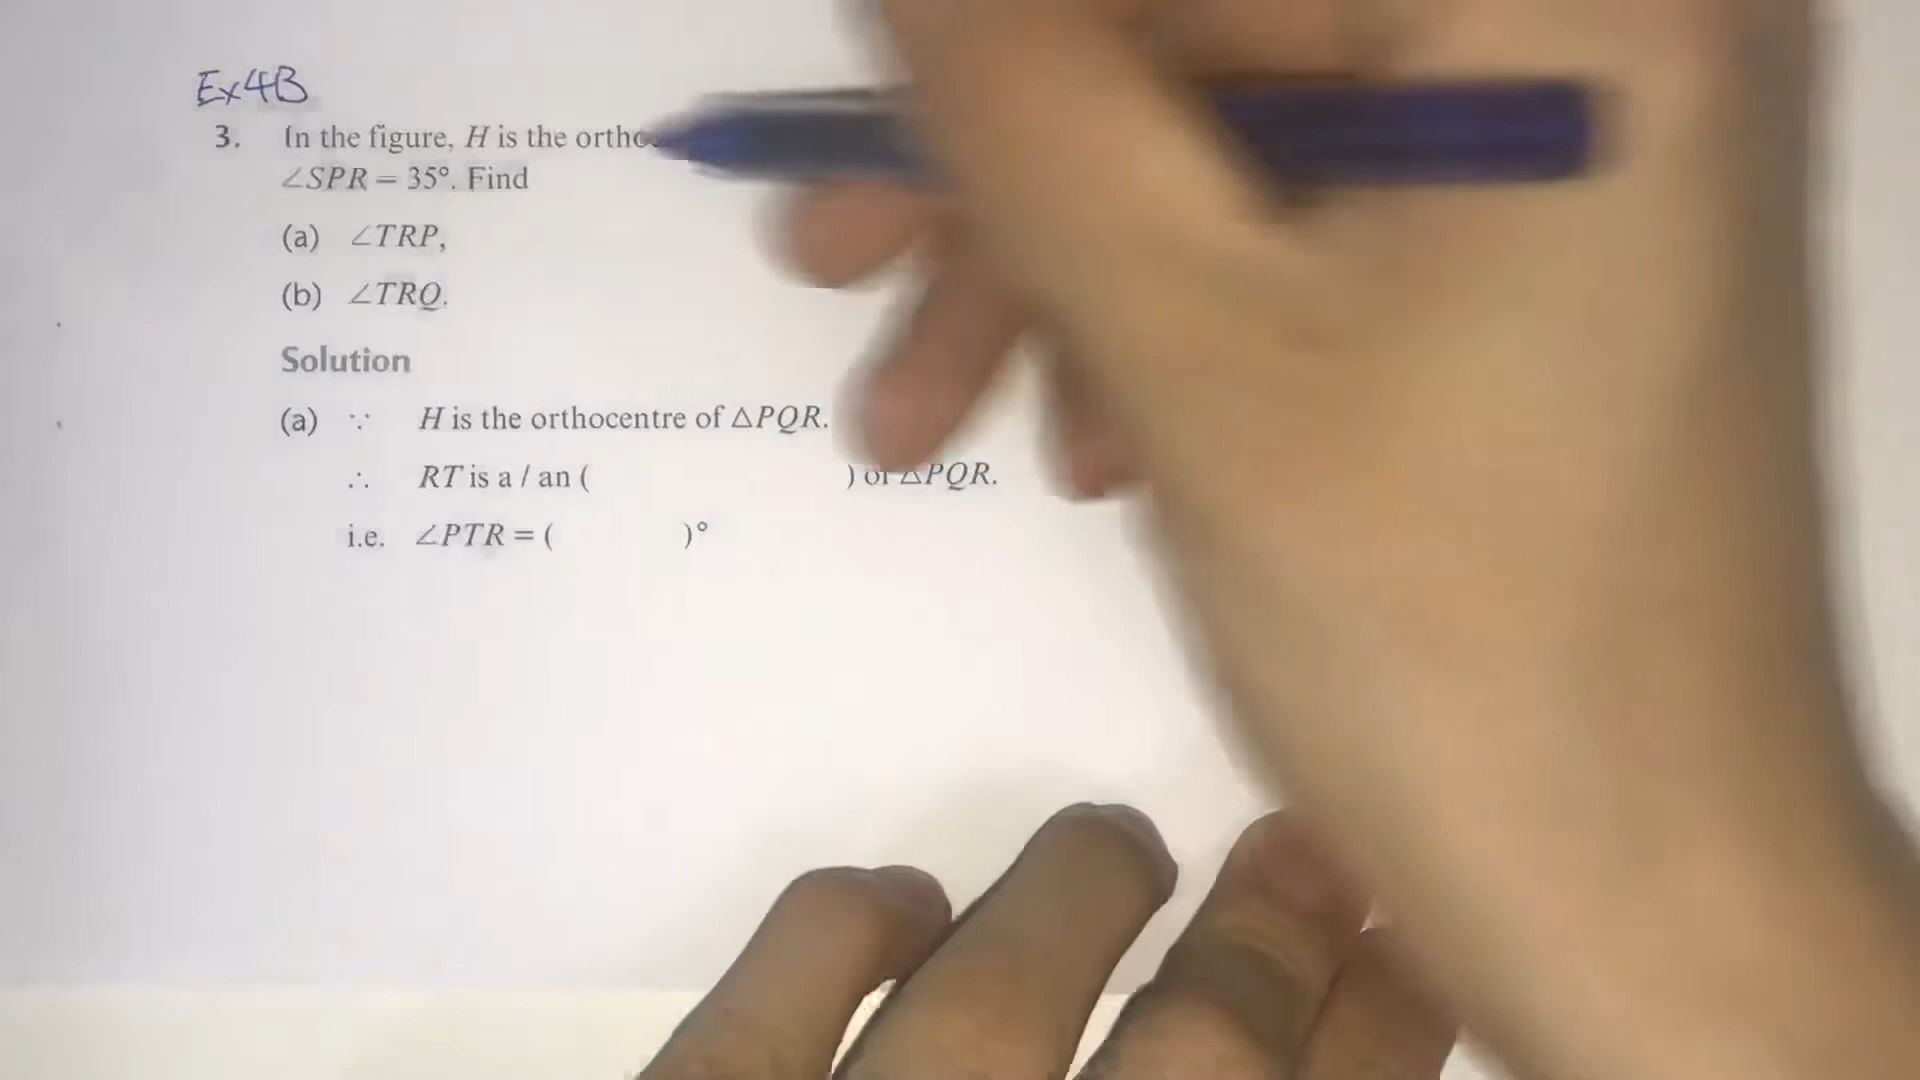 Ex4B
3. In the figure, H is the
∠SPR = 35°. Find
(a) ∠TRP,
(b) ∠TRQ.
Solution
(a) ∵ H is the orthocentre of △PQR.
∴ RT is a / an ( ) of △PQR.
i.e. ∠PTR = ( )°